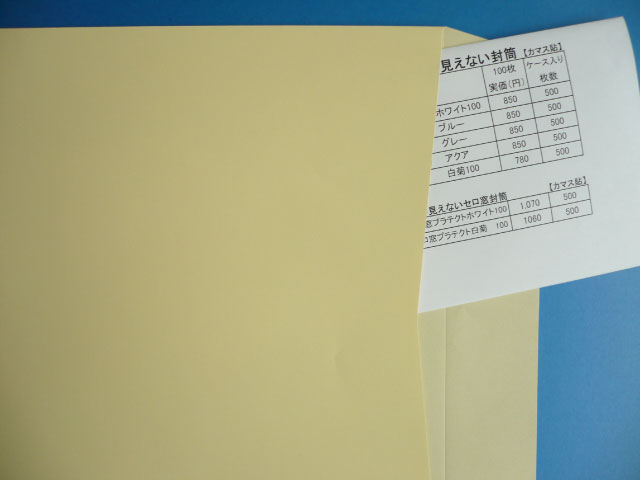 見えない封筒 【カマス貼】
100枚 ケース入り
実価(円) 枚数
ホワイト100 850 500
ブルー 850 500
グレー 850 500
アクア 850 500
白菊100 780 500
見えないセロ窓封筒 【カマス貼】
窓プラテクトホワイト100 1,070 500
ロ窓プラテクト白菊 100 1060 500